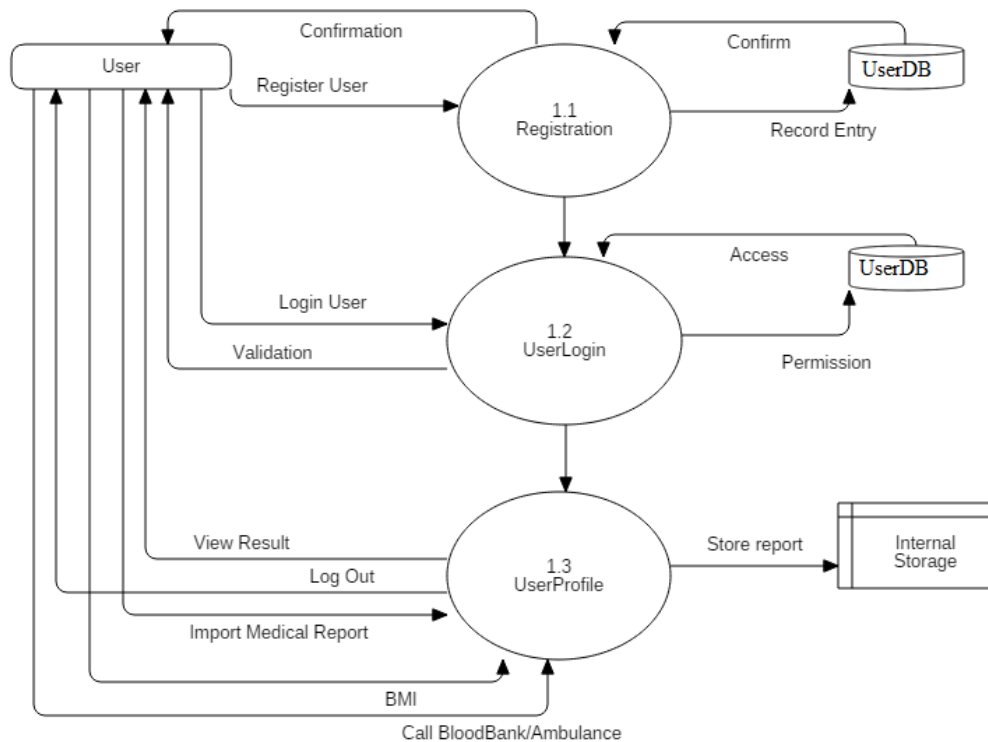 Confirmation
Confirm
User
UserDB
Register User
1.1
Registration
Record Entry
Access
UserDB
Login User
1.2
UserLogin
Validation
Permission
View Result
Store report
Internal
Storage
1.3
UserProfile
Log Out
Import Medical Report
BMI
Call BloodBank/Ambulance